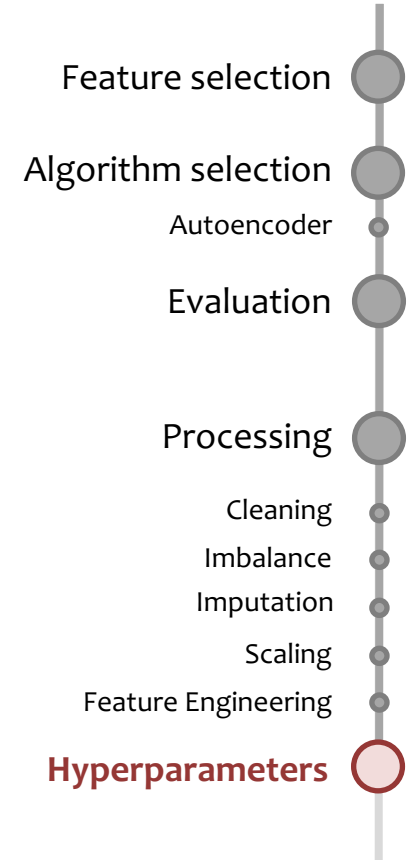 Feature selection
Algorithm selection
Autoencoder
Evaluation
Processing
Cleaning
Imbalance
Imputation
Scaling
Feature Engineering
Hyperparameters